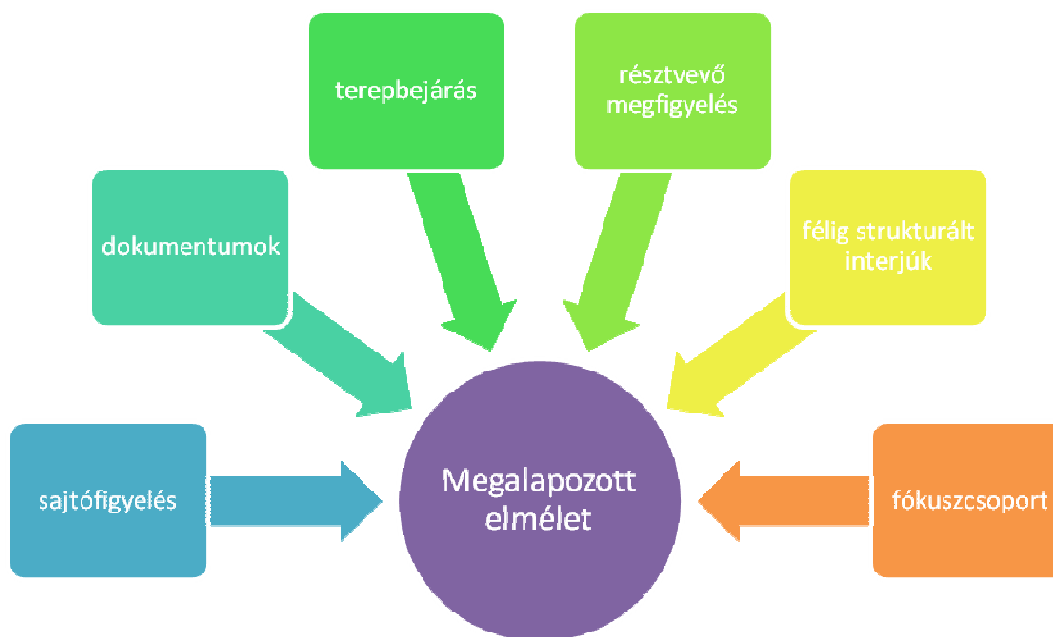 terepbejárás
résztvevő
megfigyelés
dokumentumok
félig strukturált
interjúk
sajtófigyelés
Megalapozott
elmélet
fókuszcsoport